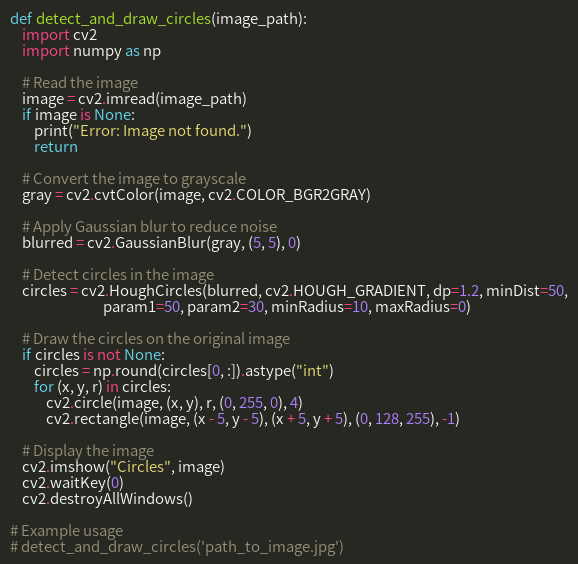 def detect_and_draw_circles(image_path):
    import cv2
    import numpy as np

    # Read the image
    image = cv2.imread(image_path)
    if image is None:
        print("Error: Image not found.")
        return

    # Convert the image to grayscale
    gray = cv2.cvtColor(image, cv2.COLOR_BGR2GRAY)

    # Apply Gaussian blur to reduce noise
    blurred = cv2.GaussianBlur(gray, (5, 5), 0)

    # Detect circles in the image
    circles = cv2.HoughCircles(blurred, cv2.HOUGH_GRADIENT, dp=1.2, minDist=50,
                               param1=50, param2=30, minRadius=10, maxRadius=0)

    # Draw the circles on the original image
    if circles is not None:
        circles = np.round(circles[0, :]).astype("int")
        for (x, y, r) in circles:
            cv2.circle(image, (x, y), r, (0, 255, 0), 4)
            cv2.rectangle(image, (x - 5, y - 5), (x + 5, y + 5), (0, 128, 255), -1)

    # Display the image
    cv2.imshow("Circles", image)
    cv2.waitKey(0)
    cv2.destroyAllWindows()

# Example usage
# detect_and_draw_circles('path_to_image.jpg')